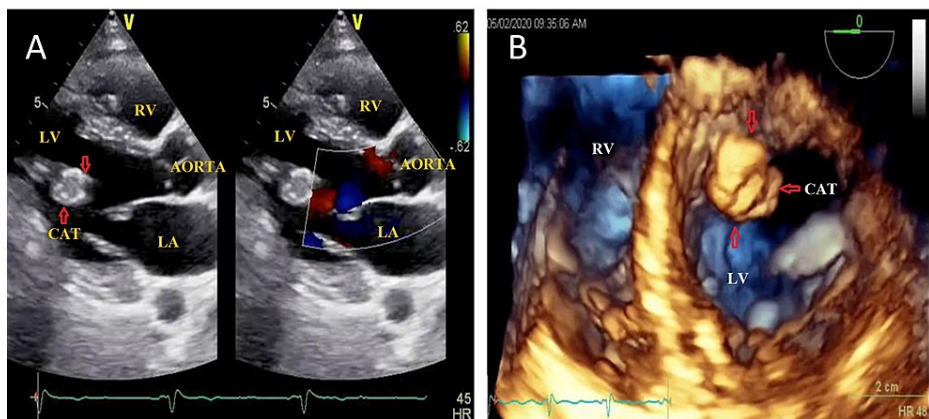 A
V
V
.62
5
5
RV
RV
LV
LV
-.62
AORTA
AORTA
CAT
LA
LA
45
HR
05/02/2020 09:35:06 AM
B
0
RV
CAT
LV
2 cm
HR 48